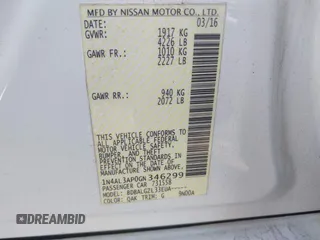 MFD BY NISSAN MOTOR CO., LTD.
DATE: 03/16
GVWR: 1917 KG
4226 LB
GAWR FR: 1010 KG
2227 LB
GAWR RR: 940 KG
2072 LB
THIS VEHICLE CONFORMS TO
ALL APPLICABLE FEDERAL
MOTOR VEHICLE SAFETY,
BUMPER, AND THEFT
PREVENTION STANDARDS
IN EFFECT ON THE DATE OF
MANUFACTURE SHOWN ABOVE.
1N4AL3AP0GN346299
PASSENGER CAR
MODEL:
COLOR: QAK TRIM: G